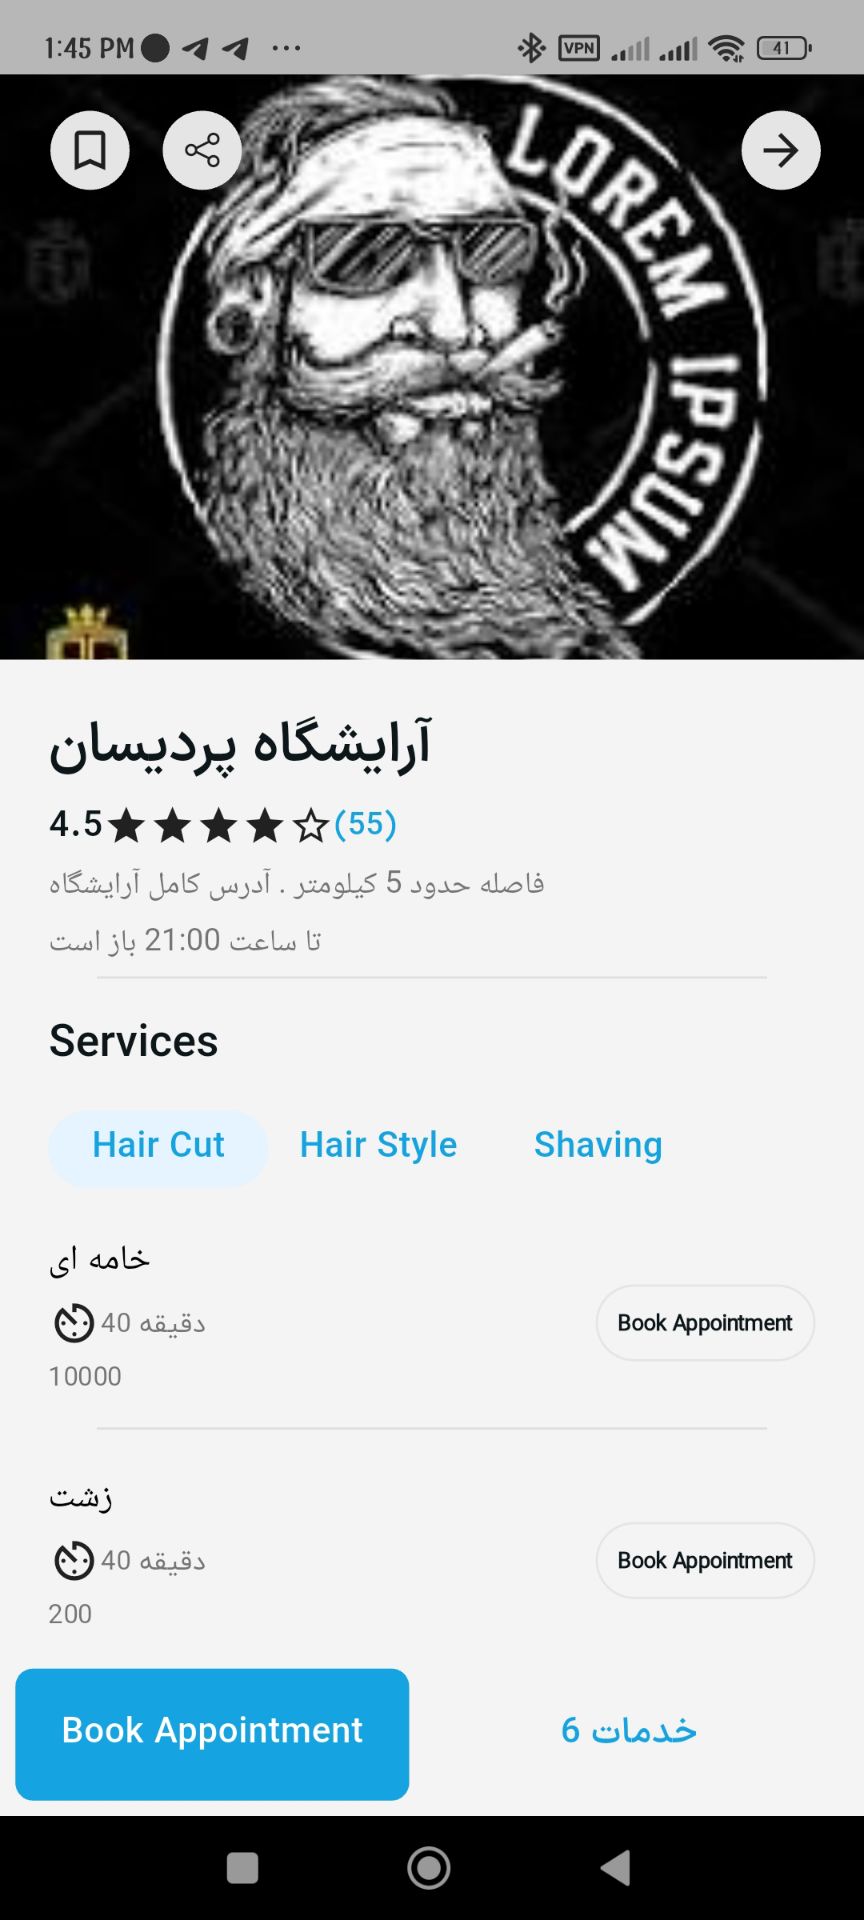 1:45 PM
VPN
41
LOREM IPSUM
آرایشگاه پردیسان
4.5 (55)
فاصله حدود 5 کیلومتر . آدرس کامل آرایشگاه
تا ساعت 21:00 باز است
Services
Hair Cut Hair Style Shaving
خامه ای
40 دقیقه
Book Appointment
10000
زشت
40 دقیقه
Book Appointment
200
Book Appointment
6 خدمات